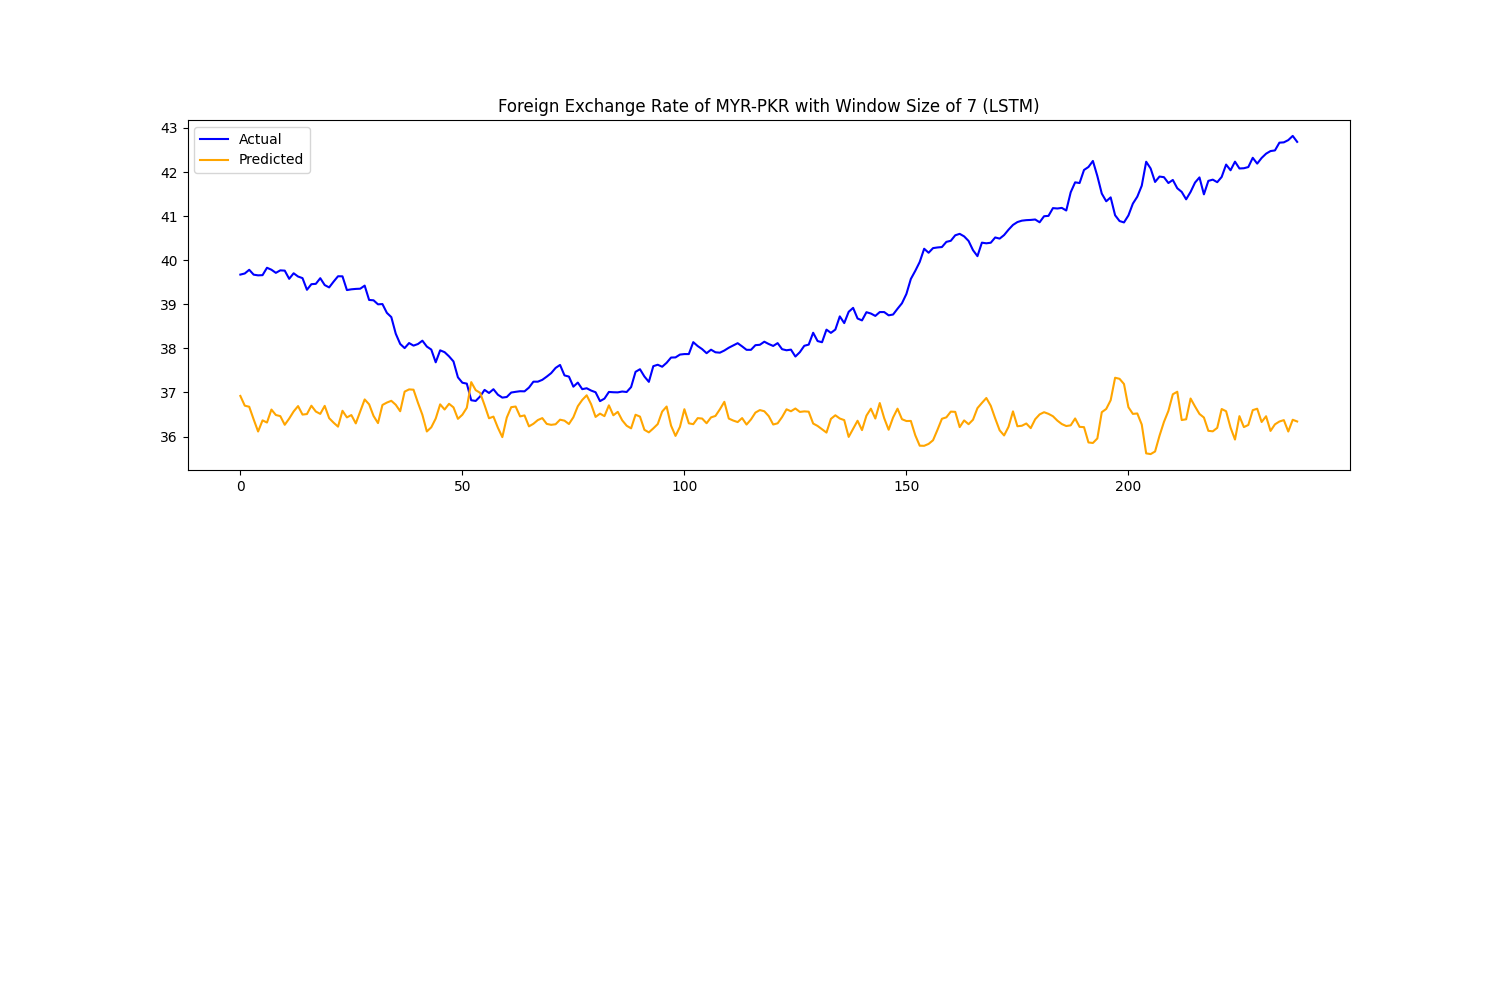 Foreign Exchange Rate of MYR-PKR with Window Size of 7 (LSTM)
Actual
Predicted
43
42
41
40
39
38
37
36
0 50 100 150 200